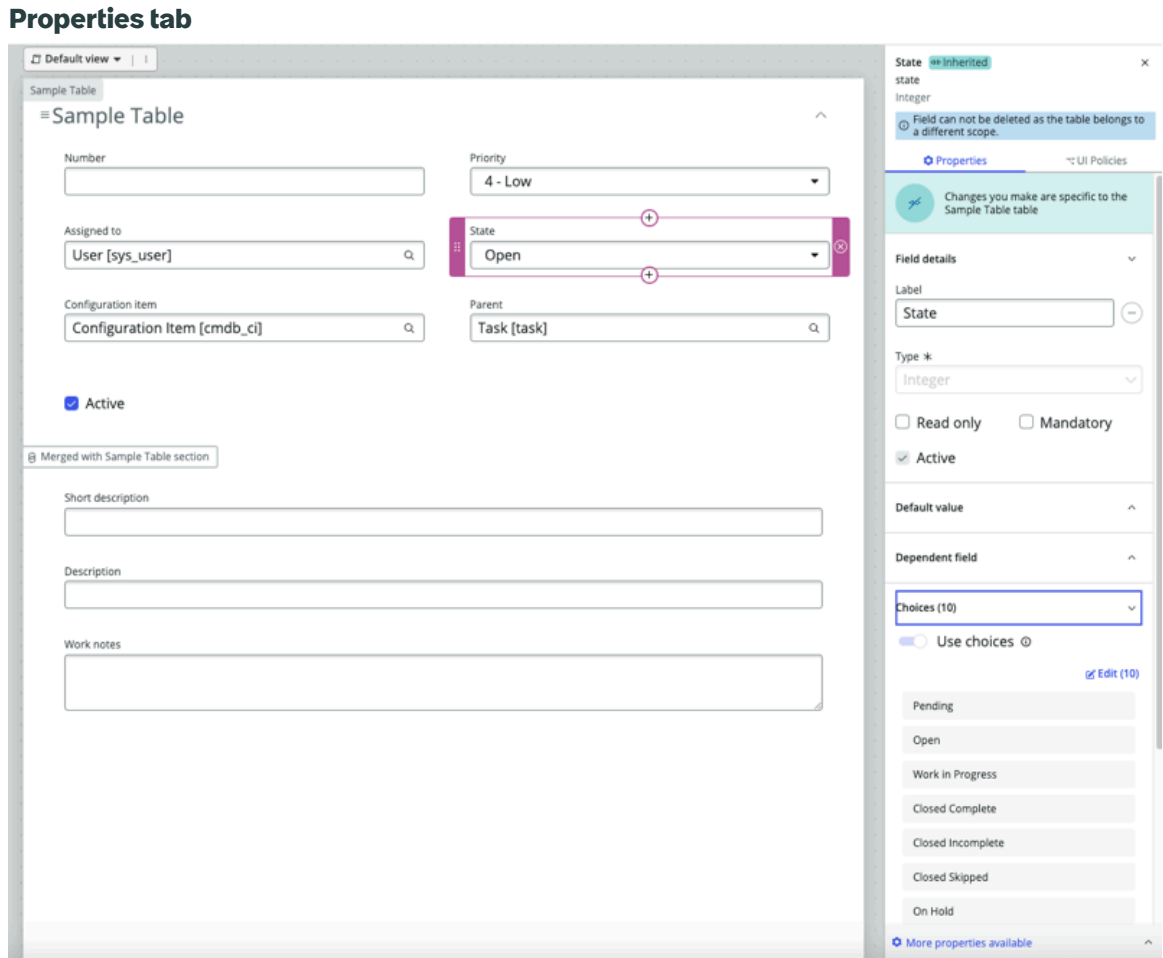 Properties tab
Default view
Sample Table
Sample Table
Number
Priority
4 - Low
Assigned to
User [sys_user]
State
Open
Configuration item
Configuration Item [cmdb_ci]
Parent
Task [task]
Active
Merged with Sample Table section
Short description
Description
Work notes
State Inherited
state
Integer
Field can not be deleted as the table belongs to
a different scope.
Properties UI Policies
Changes you make are specific to the
Sample Table table
Field details
Label
State
Type *
Integer
Read only Mandatory
Active
Default value
Dependent field
Choices (10)
Use choices
Edit (10)
Pending
Open
Work in Progress
Closed Complete
Closed Incomplete
Closed Skipped
On Hold
More properties available